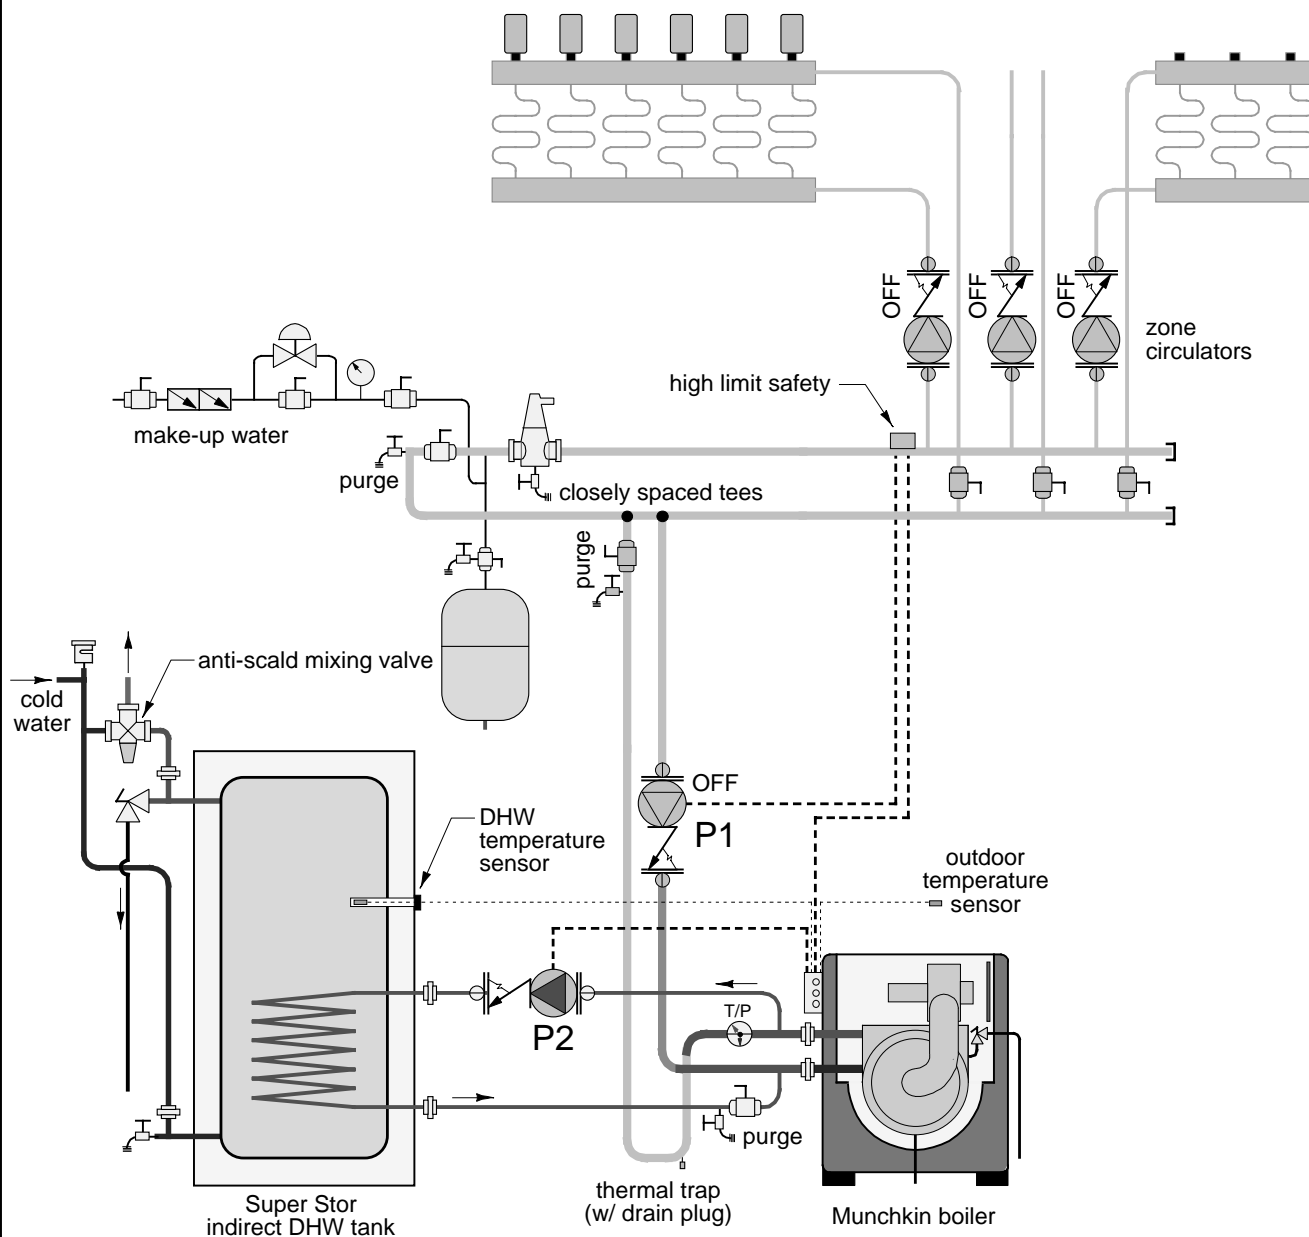 OFF
OFF
OFF
zone
circulators
high limit safety
make-up water
purge
closely spaced tees
purge
anti-scald mixing valve
cold
water
OFF
P1
DHW
temperature
sensor
outdoor
temperature
sensor
T/P
P2
purge
thermal trap
(w/ drain plug)
Super Stor
indirect DHW tank
Munchkin boiler